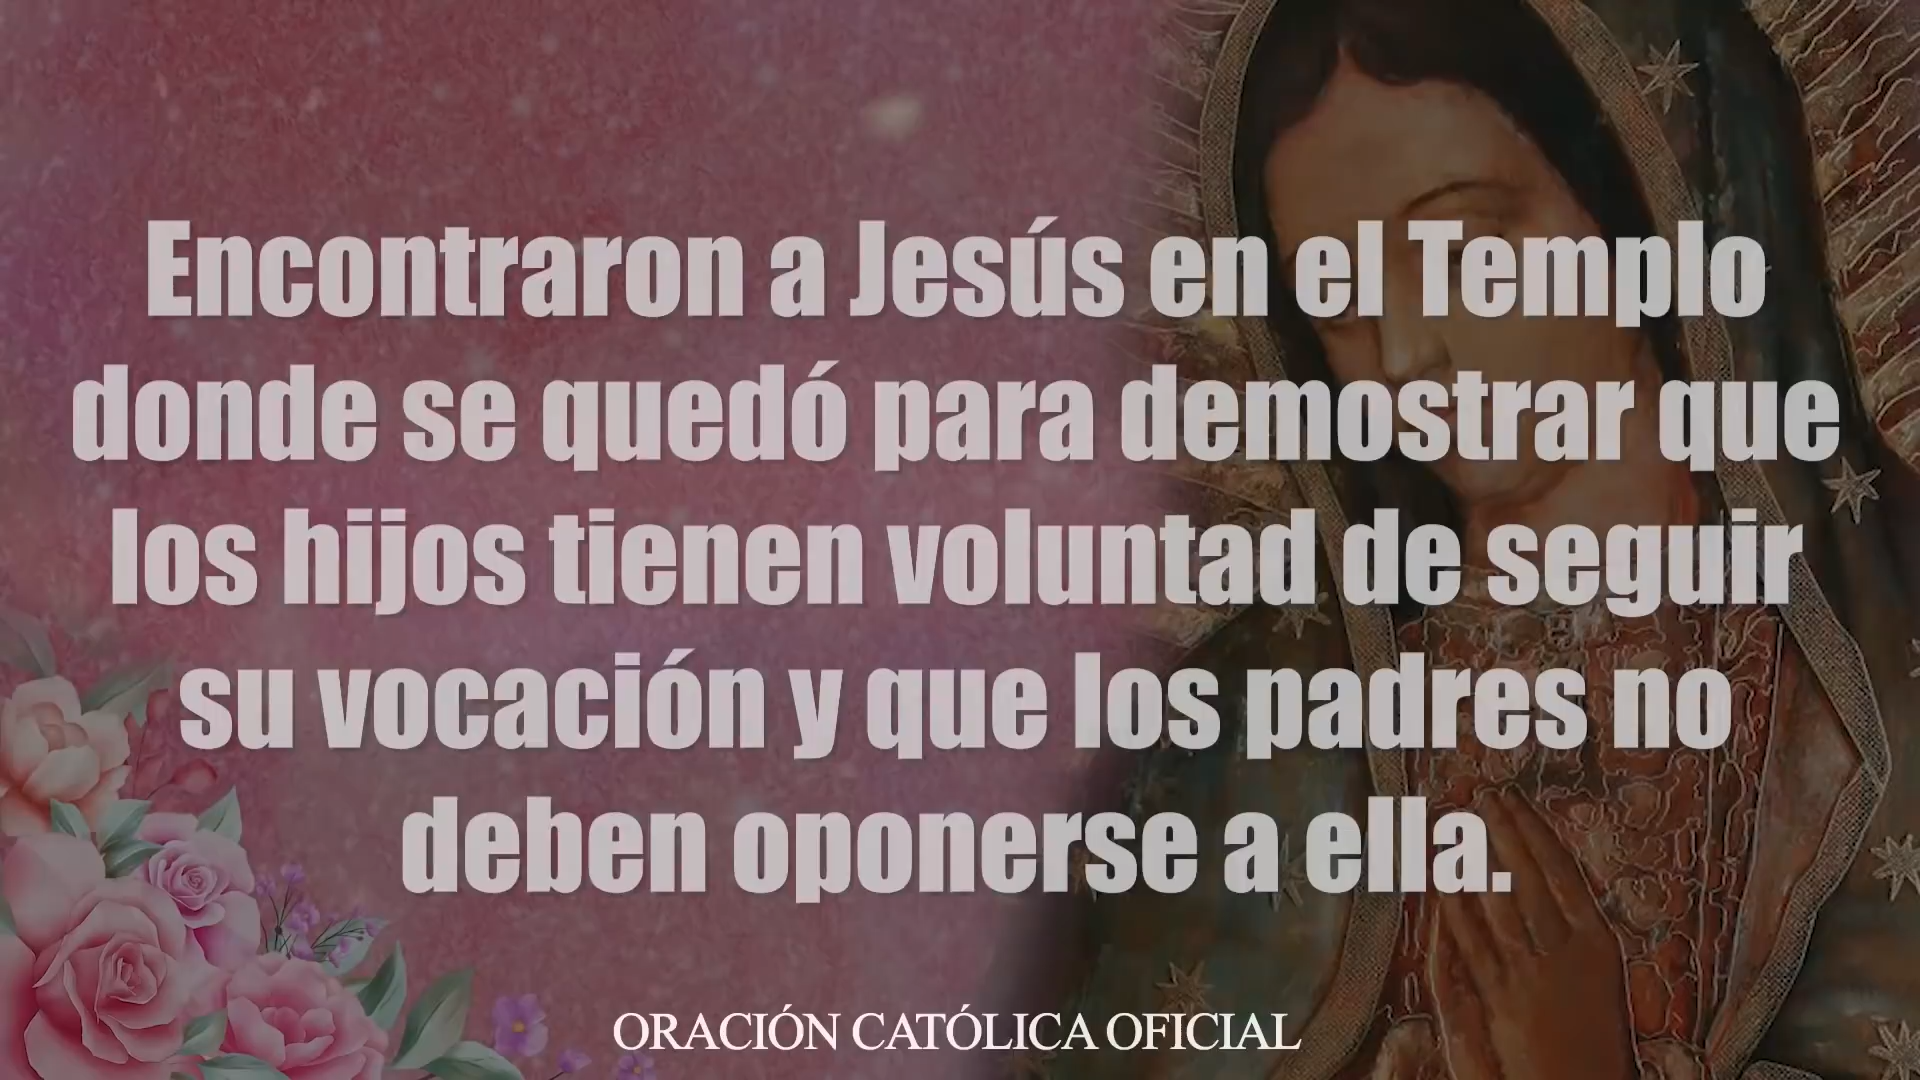 Encontraron a Jesús en el Templo
donde se quedó para demostrar que
los hijos tienen voluntad de seguir
su vocación y que los padres no
deben oponerse a ella.
ORACIÓN CATÓLICA OFICIAL